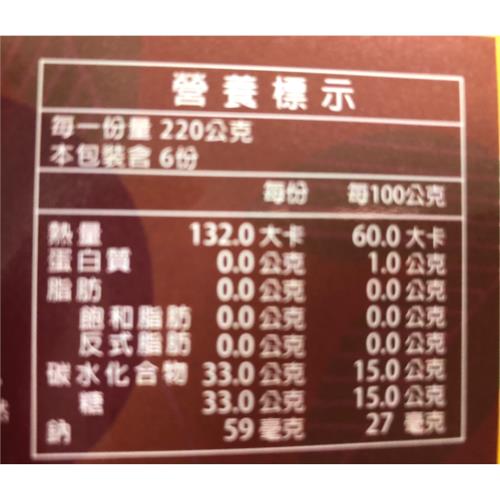 營養標示
每一份量 220公克
本包裝含 6份
每份 每100公克
熱量 132.0 大卡 60.0 大卡
蛋白質 0.0 公克 1.0 公克
脂肪 0.0 公克 0.0 公克
飽和脂肪 0.0 公克 0.0 公克
反式脂肪 0.0 公克 0.0 公克
碳水化合物 33.0 公克 15.0 公克
糖 33.0 公克 15.0 公克
鈉 59 毫克 27 毫克